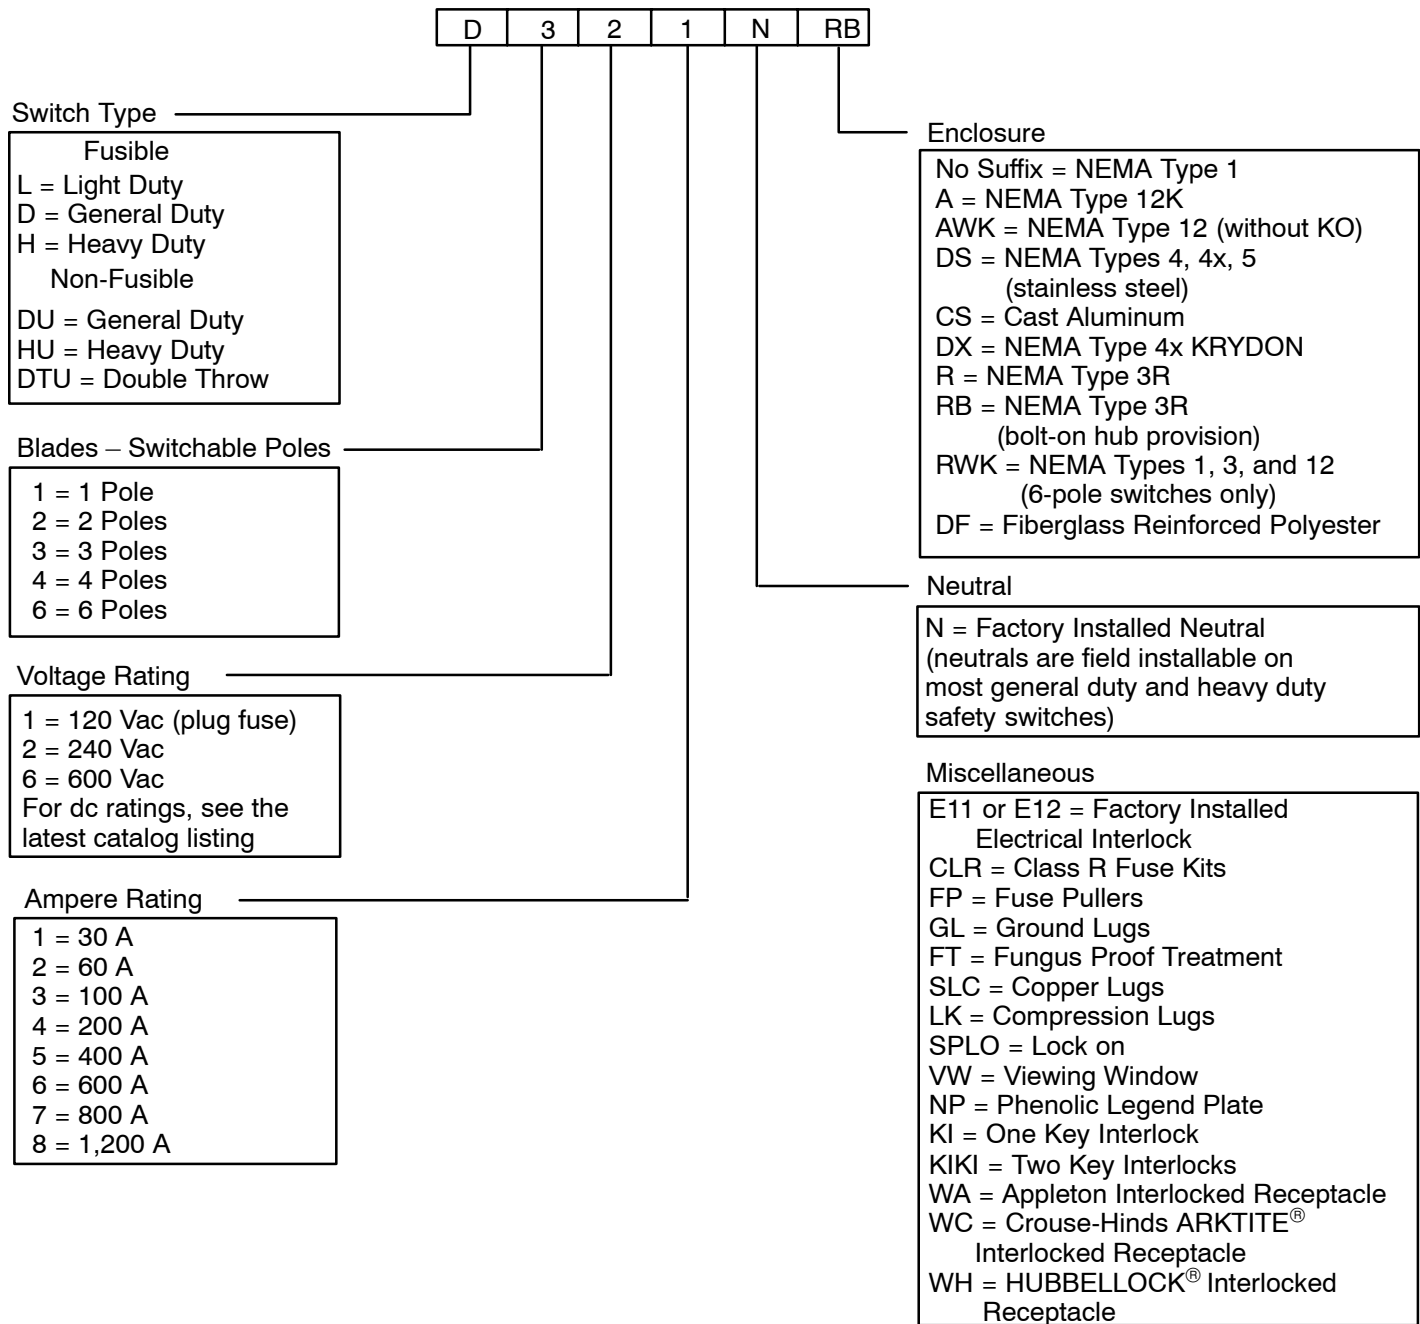 D 3 2 1 N RB
Switch Type
Fusible
L = Light Duty
D = General Duty
H = Heavy Duty
Non-Fusible
DU = General Duty
HU = Heavy Duty
DTU = Double Throw
Blades – Switchable Poles
1 = 1 Pole
2 = 2 Poles
3 = 3 Poles
4 = 4 Poles
6 = 6 Poles
Voltage Rating
1 = 120 Vac (plug fuse)
2 = 240 Vac
6 = 600 Vac
For dc ratings, see the
latest catalog listing
Ampere Rating
1 = 30 A
2 = 60 A
3 = 100 A
4 = 200 A
5 = 400 A
6 = 600 A
7 = 800 A
8 = 1,200 A
Enclosure
No Suffix = NEMA Type 1
A = NEMA Type 12K
AWK = NEMA Type 12 (without KO)
DS = NEMA Types 4, 4x, 5
(stainless steel)
CS = Cast Aluminum
DX = NEMA Type 4x KRYDON
R = NEMA Type 3R
RB = NEMA Type 3R
(bolt-on hub provision)
RWK = NEMA Types 1, 3, and 12
(6-pole switches only)
DF = Fiberglass Reinforced Polyester
Neutral
N = Factory Installed Neutral
(neutrals are field installable on
most general duty and heavy duty
safety switches)
Miscellaneous
E11 or E12 = Factory Installed
Electrical Interlock
CLR = Class R Fuse Kits
FP = Fuse Pullers
GL = Ground Lugs
FT = Fungus Proof Treatment
SLC = Copper Lugs
LK = Compression Lugs
SPLO = Lock on
VW = Viewing Window
NP = Phenolic Legend Plate
KI = One Key Interlock
KIKI = Two Key Interlocks
WA = Appleton Interlocked Receptacle
WC = Crouse-Hinds ARKTITE®
Interlocked Receptacle
WH = HUBBELLOCK® Interlocked
Receptacle